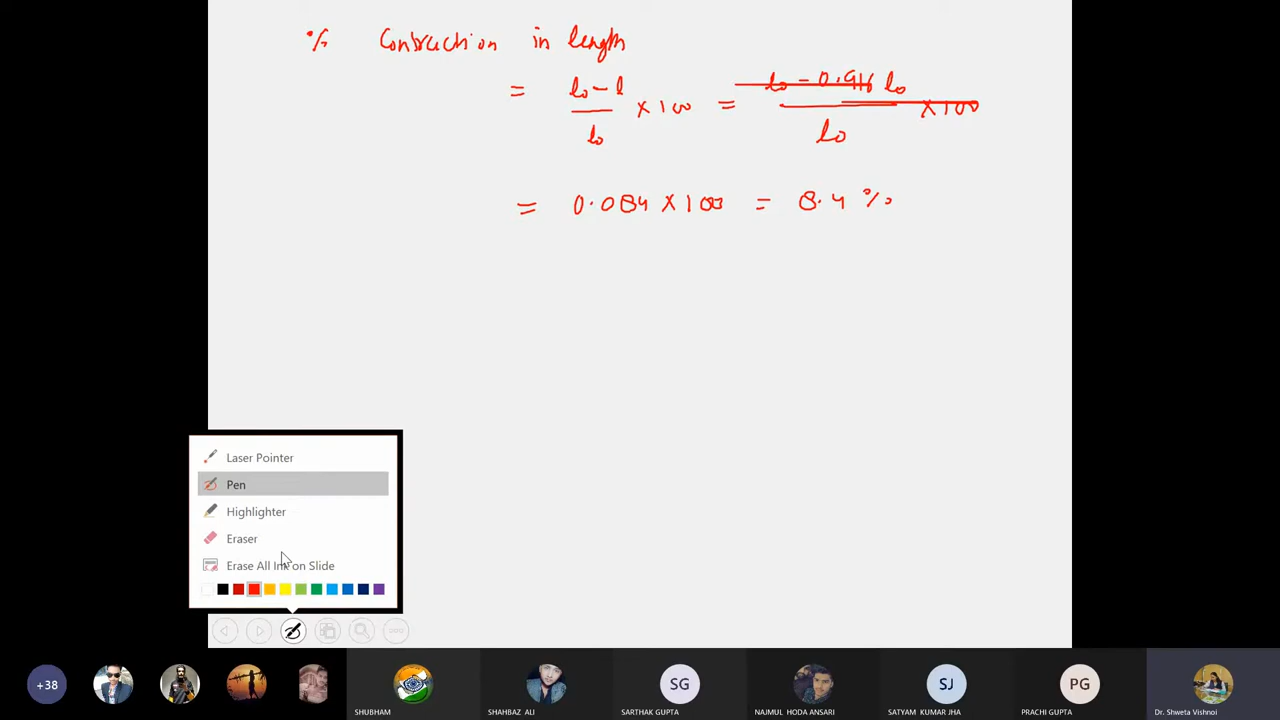 % Contraction in length
= l₀ - l / l₀ × 100 = l₀ - 0.916 l₀ / l₀ × 100
= 0.084 × 100 = 8.4 %
Laser Pointer
Pen
Highlighter
Eraser
Erase All Ink on Slide
+38
SHUBHAM
SHAHBAZ ALI
SG
SARTHAK GUPTA
NAJMUL HODA ANSARI
SJ
SATYAM KUMAR JHA
PG
PRACHI GUPTA
Dr. Shweta Vishnoi